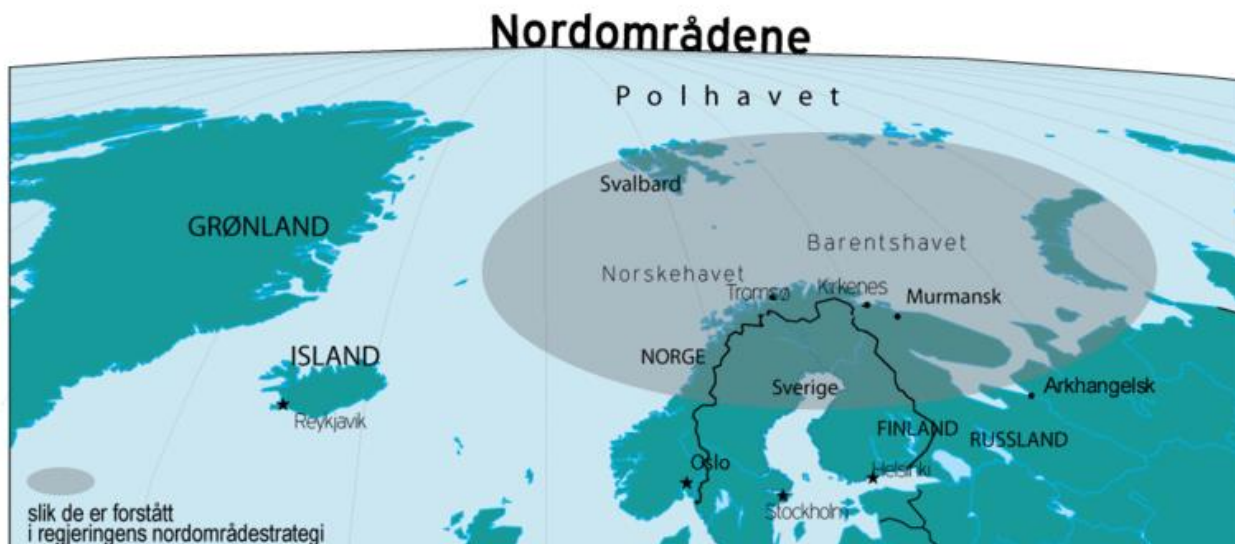 Nordområdene
Polhavet
Svalbard
GRØNLAND
Barentshavet
Norskehavet
Tromsø
Kirkenes
Murmansk
ISLAND
NORGE
Sverige
Arkhangelsk
Reykjavik
FINLAND
RUSSLAND
Oslo
Helsinki
Stockholm
slik de er forstått
i regjeringens nordområdestrategi